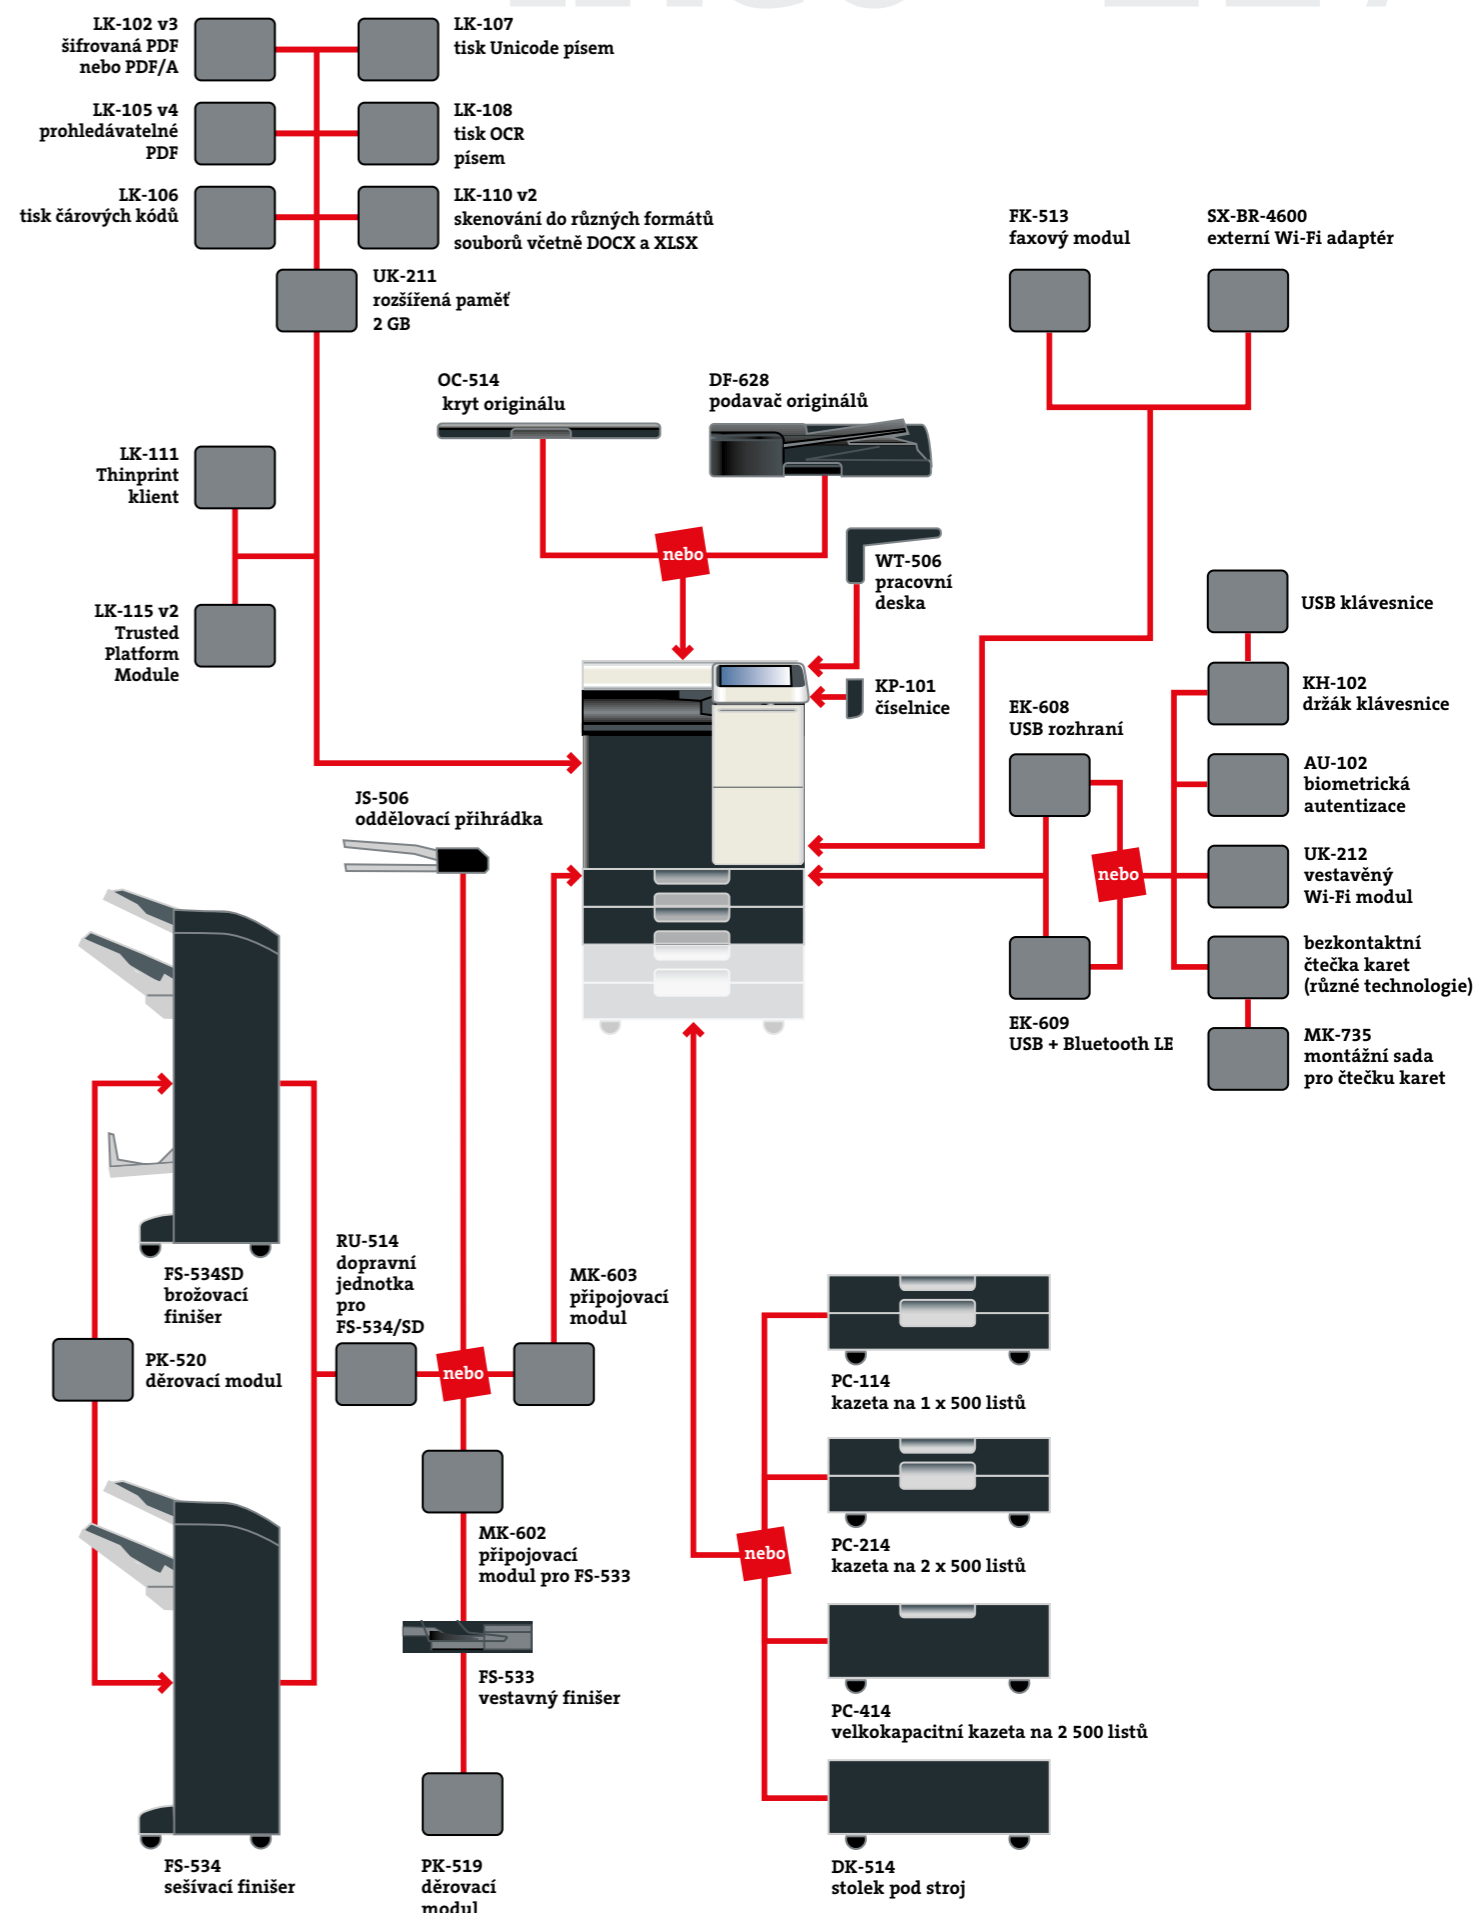 LK-102 v3
šifrovaná PDF
nebo PDF/A
LK-107
tisk Unicode písem
LK-105 v4
prohledávatelné
PDF
LK-108
tisk OCR
písem
LK-106
tisk čárových kódů
LK-110 v2
skenování do různých formátů
souborů včetně DOCX a XLSX
UK-211
rozšířená paměť
2 GB
FK-513
faxový modul
SX-BR-4600
externí Wi-Fi adaptér
OC-514
kryt originálu
DF-628
podavač originálů
LK-111
Thinprint
klient
nebo
WT-506
pracovní
deska
LK-115 v2
Trusted
Platform
Module
USB klávesnice
KP-101
číselnice
KH-102
držák klávesnice
EK-608
USB rozhraní
AU-102
biometrická
autentizace
JS-506
oddělovací přihrádka
UK-212
vestavěný
Wi-Fi modul
nebo
bezkontaktní
čtečka karet
(různé technologie)
EK-609
USB + Bluetooth LE
MK-735
montážní sada
pro čtečku karet
FS-534SD
brožovací
finišer
RU-514
dopravní
jednotka
pro
FS-534/SD
MK-603
připojovací
modul
PK-520
děrovací modul
nebo
PC-114
kazeta na 1 x 500 listů
MK-602
připojovací
modul pro FS-533
nebo
PC-214
kazeta na 2 x 500 listů
FS-533
vestavný finišer
PC-414
velkokapacitní kazeta na 2 500 listů
FS-534
sešívací finišer
PK-519
děrovací
modul
DK-514
stolek pod stroj